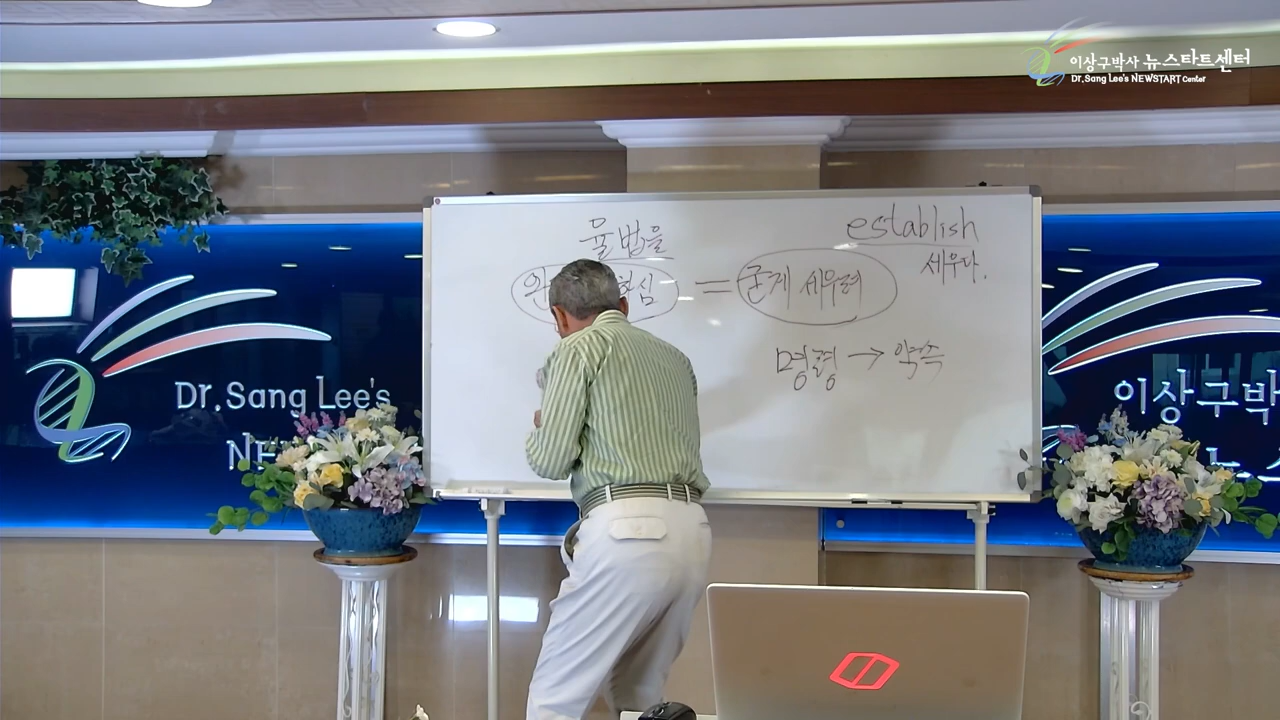 이상구박사 뉴스타트센터
Dr.Sang Lee's NEWSTART Center
율법을
establish
세우다.
= 굳게 세우려
명령 → 약속
Dr.Sang Lee's
이상구박